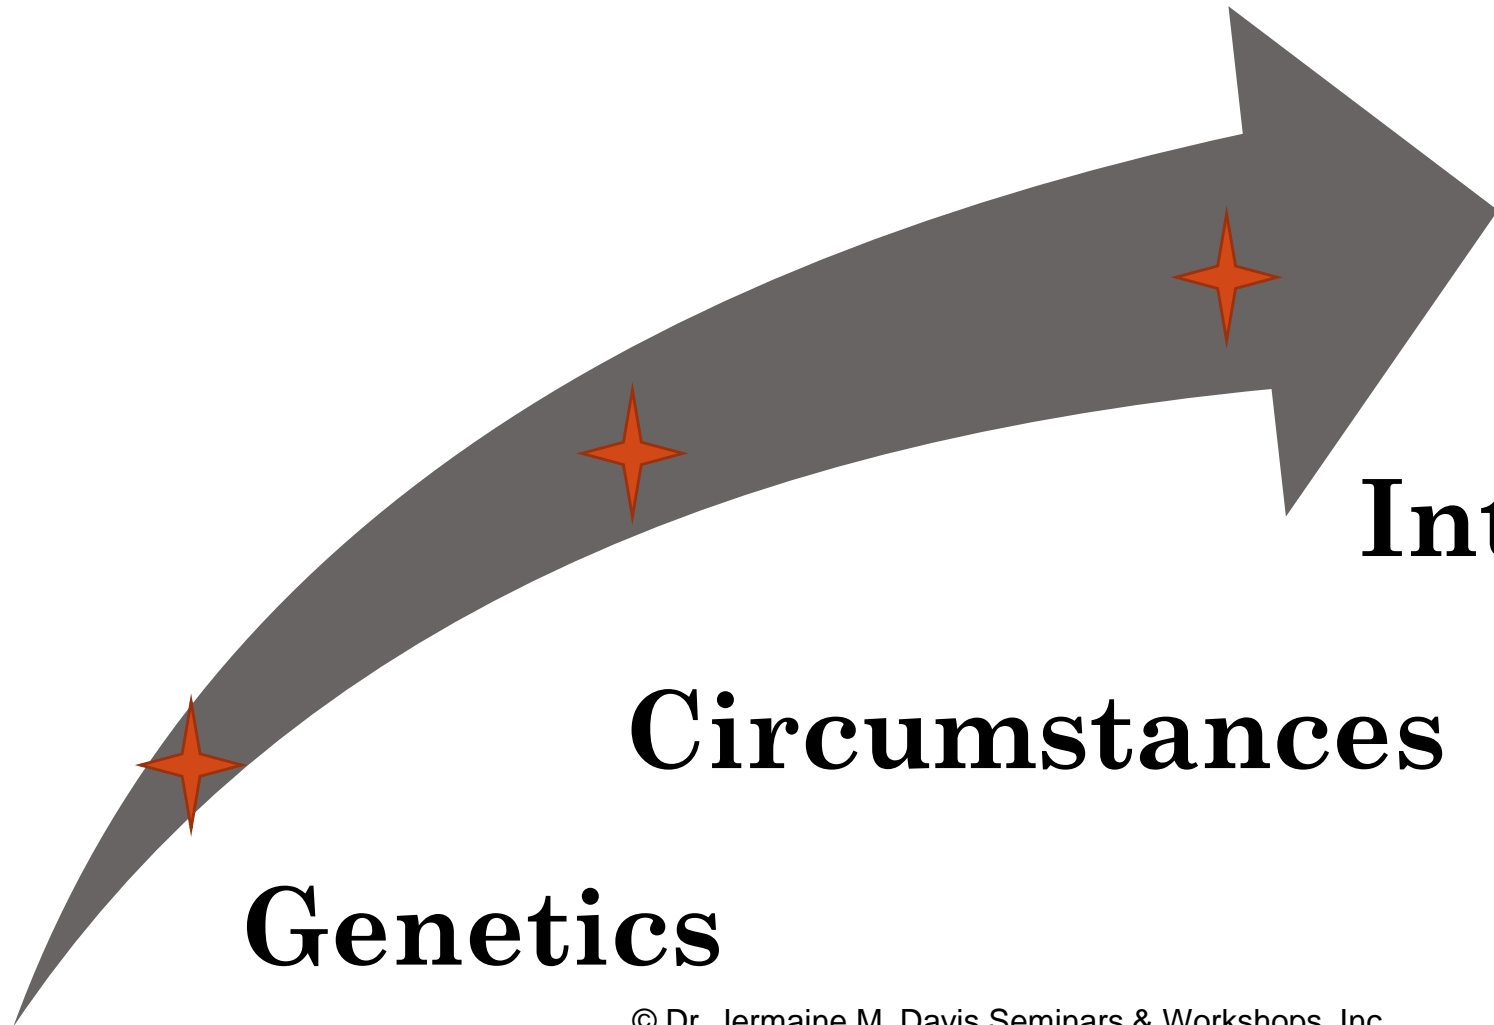 Int
Circumstances
Genetics
© Dr. Jermaine M. Davis Seminars & Workshops, Inc.